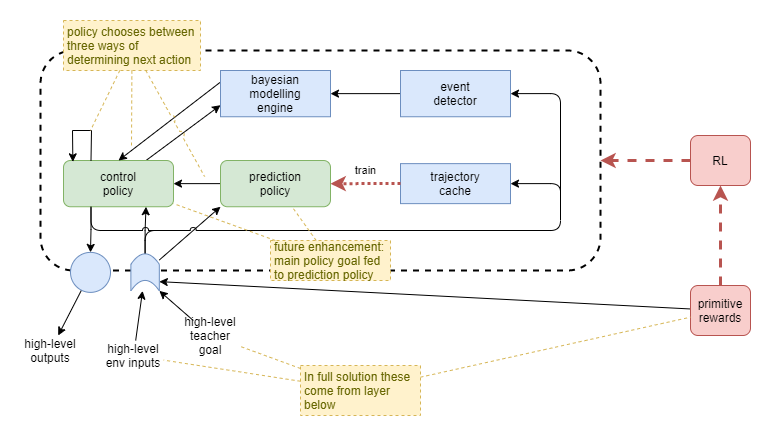 policy chooses between
three ways of
determining next action
bayesian
modelling
engine
event
detector
control
policy
prediction
policy
train
trajectory
cache
RL
future enhancement:
main policy goal fed
to prediction policy
primitive
rewards
high-level
outputs
high-level
env inputs
high-level
teacher
goal
In full solution these
come from layer
below